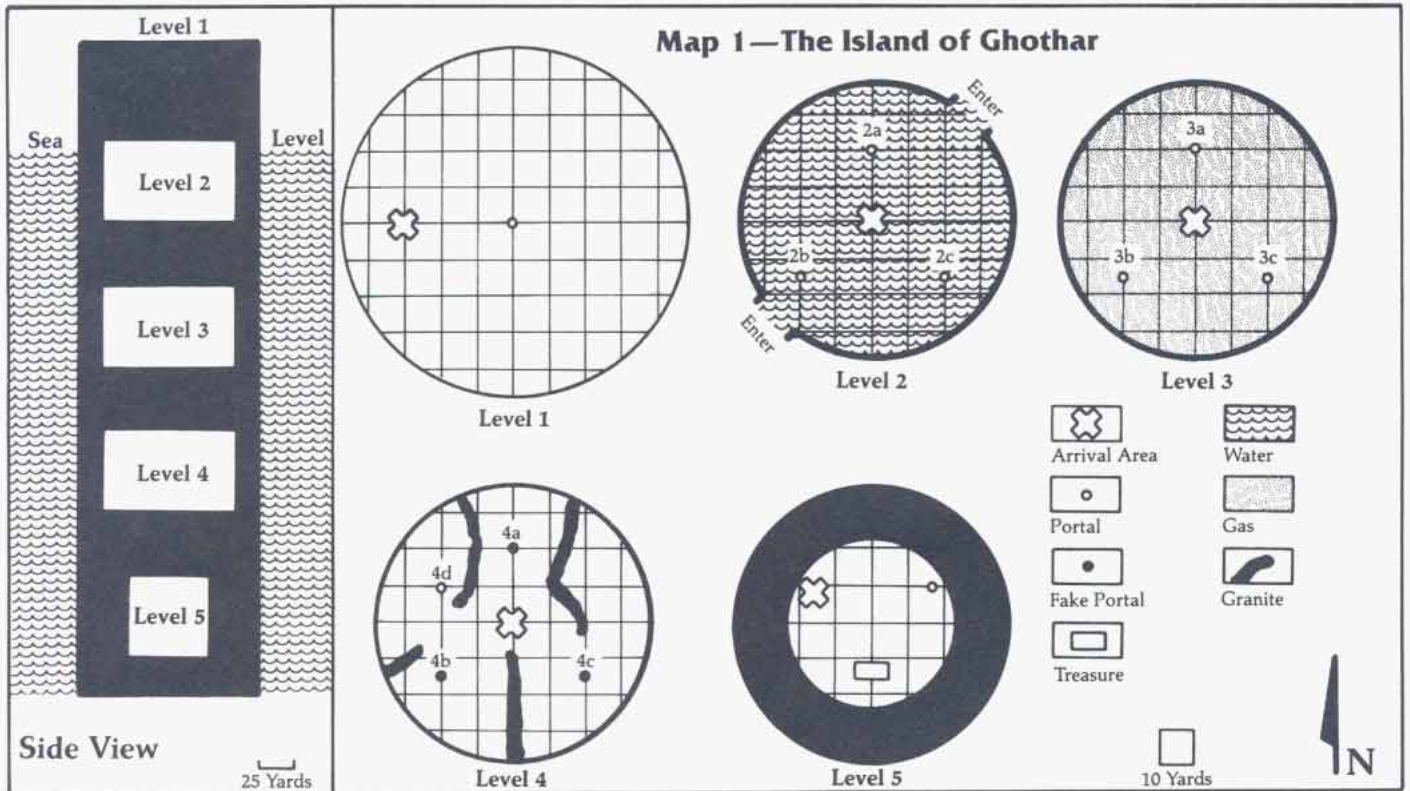 Level 1
Sea
Level
Level 2
Level 3
Level 4
Level 5
Side View
25 Yards
Map 1—The Island of Ghothar
Level 1
Enter
2a
2b
2c
Enter
Level 2
3a
3b
3c
Level 3
4a
4d
4b
4c
Level 4
Level 5
Arrival Area
Water
Portal
Gas
Fake Portal
Granite
Treasure
10 Yards
N